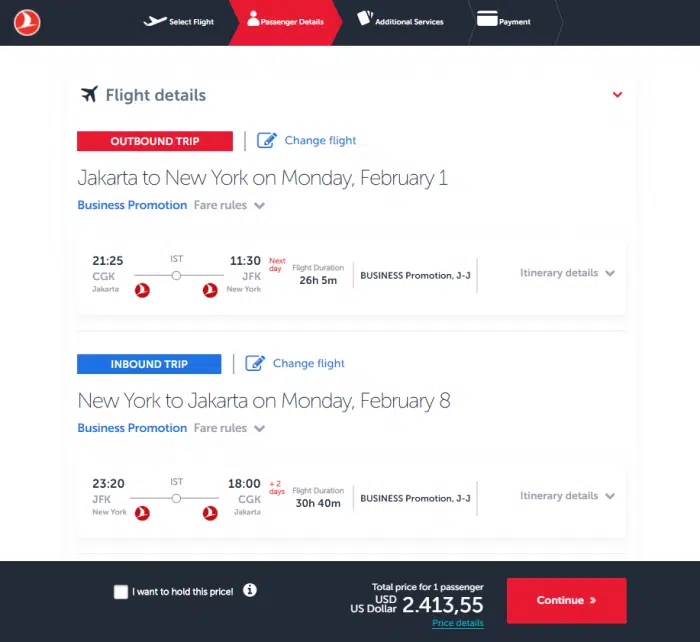 Select Flight
Passenger Details
Additional Services
Payment
Flight details
OUTBOUND TRIP
Change flight
Jakarta to New York on Monday, February 1
Business Promotion Fare rules
21:25 IST 11:30 Next day
CGK JFK
Jakarta New York
Flight Duration
26h 5m
BUSINESS Promotion, J-J
Itinerary details
INBOUND TRIP
Change flight
New York to Jakarta on Monday, February 8
Business Promotion Fare rules
23:20 IST 18:00 + 2 days
JFK CGK
New York Jakarta
Flight Duration
30h 40m
BUSINESS Promotion, J-J
Itinerary details
I want to hold this price!
Total price for 1 passenger
USD
US Dollar 2.413,55
Price details
Continue »